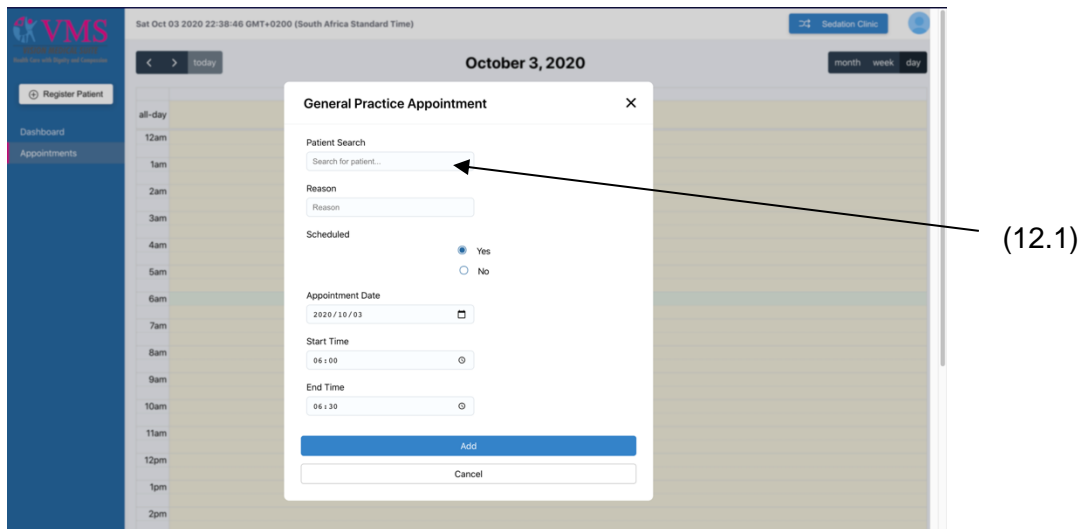 VMS
Sat Oct 03 2020 22:38:46 GMT+0200 (South Africa Standard Time)
Sedation Clinic
today
October 3, 2020
month week day
Register Patient
Dashboard
Appointments
all-day
12am
1am
2am
3am
4am
5am
6am
7am
8am
9am
10am
11am
12pm
1pm
2pm
General Practice Appointment
Patient Search
Search for patient...
Reason
Reason
Scheduled
Yes
No
Appointment Date
2020/10/03
Start Time
06:00
End Time
06:30
Add
Cancel
(12.1)